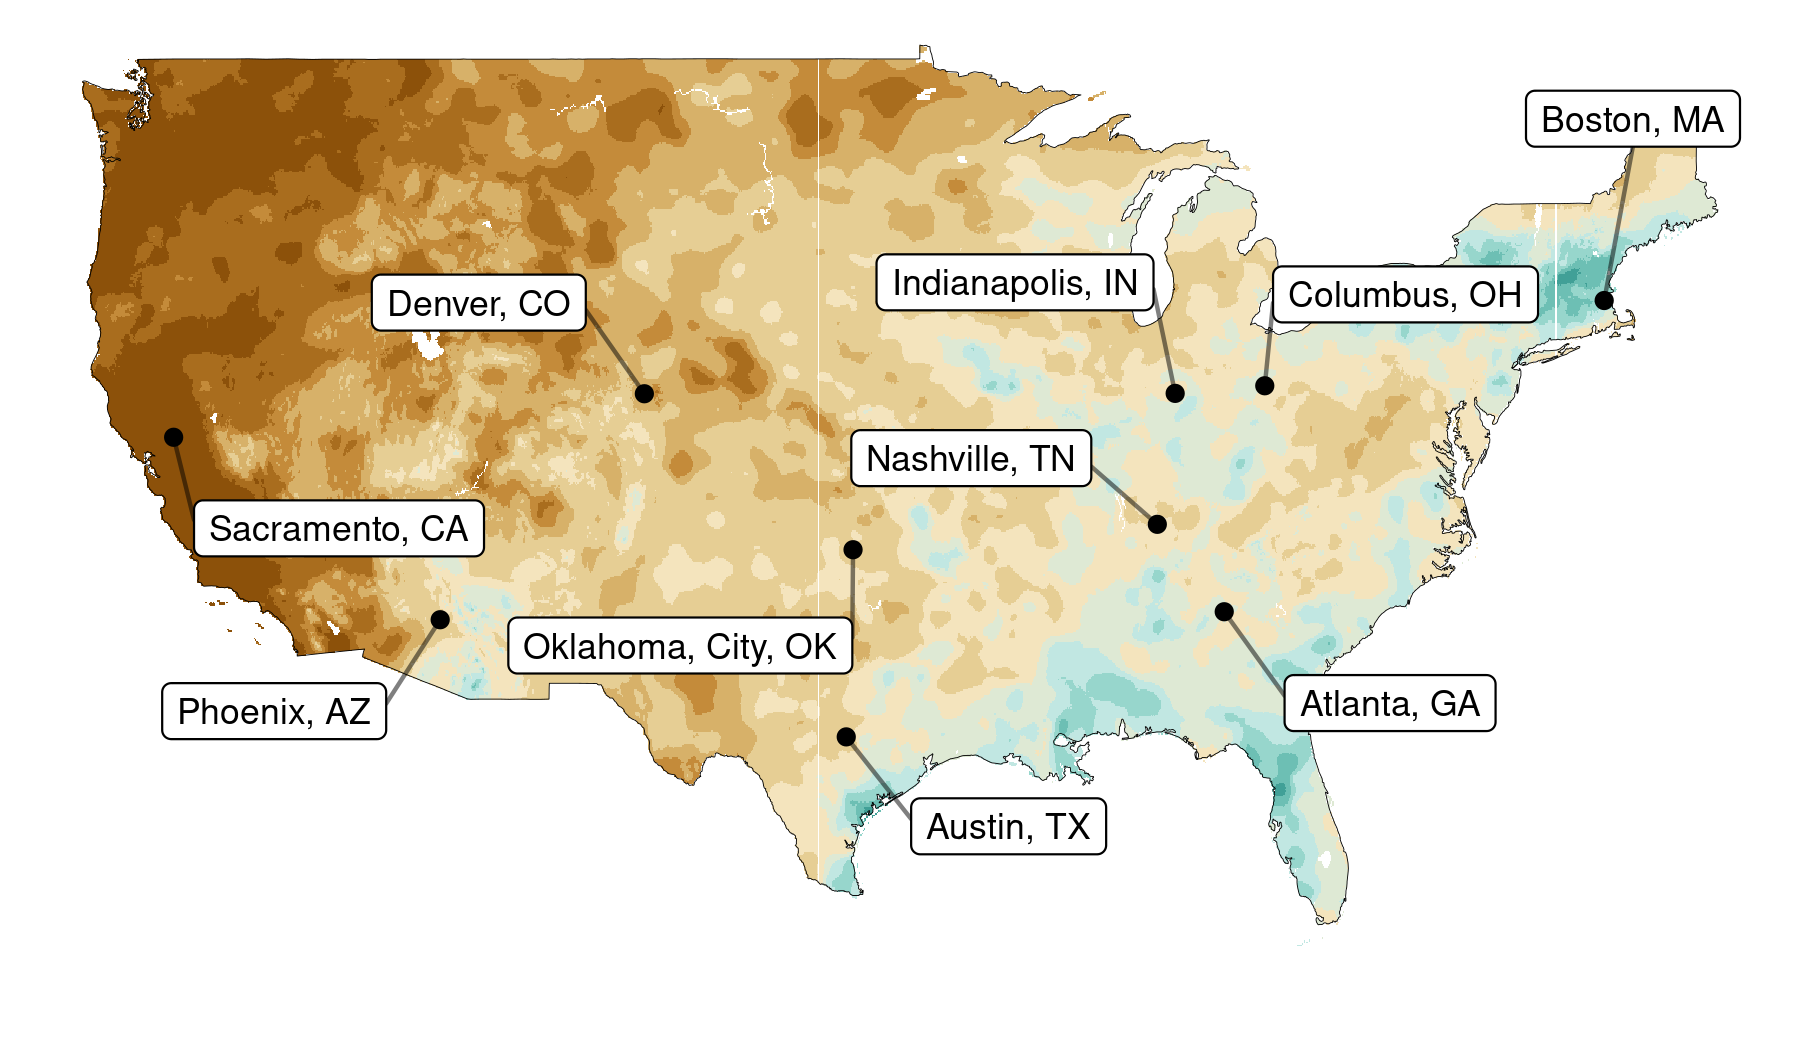 Boston, MA
Indianapolis, IN
Columbus, OH
Denver, CO
Nashville, TN
Sacramento, CA
Oklahoma, City, OK
Phoenix, AZ
Atlanta, GA
Austin, TX